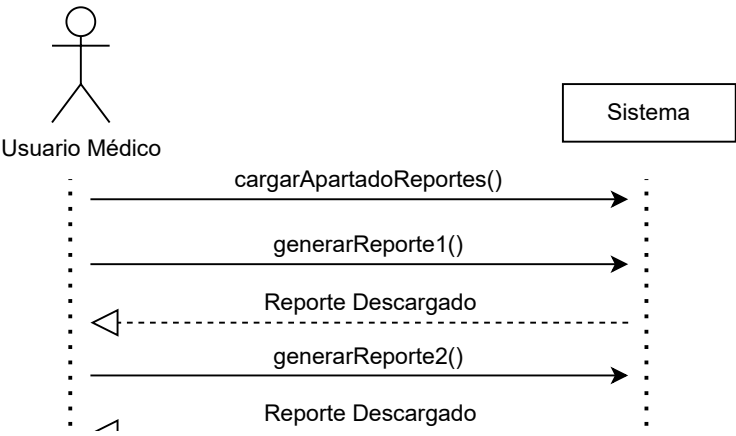 Sistema
Usuario Médico
cargarApartadoReportes()
generarReporte1()
Reporte Descargado
generarReporte2()
Reporte Descargado